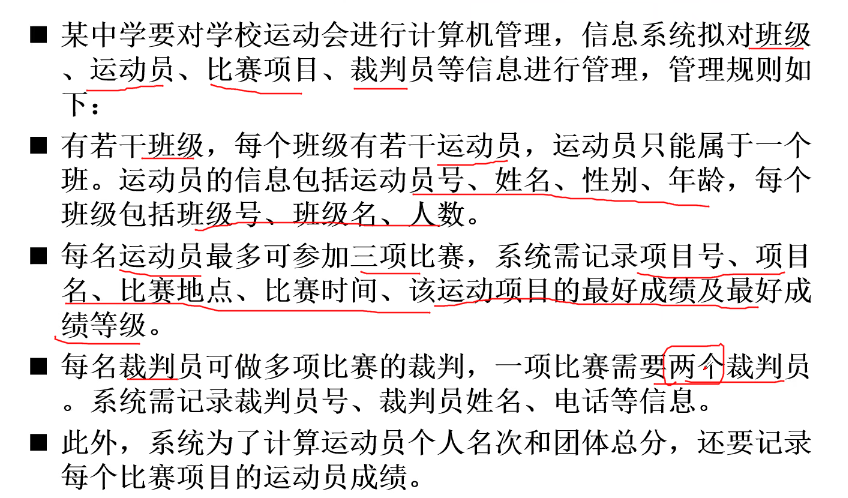 ■ 某中学要对学校运动会进行计算机管理，信息系统拟对班级
、运动员、比赛项目、裁判员等信息进行管理，管理规则如
下：
■ 有若干班级，每个班级有若干运动员，运动员只能属于一个
班。运动员的信息包括运动员号、姓名、性别、年龄，每个
班级包括班级号、班级名、人数。
■ 每名运动员最多可参加三项比赛，系统需记录项目号、项目
名、比赛地点、比赛时间、该运动项目的最好成绩及最好成
绩等级。
■ 每名裁判员可做多项比赛的裁判，一项比赛需要两个裁判员
。系统需记录裁判员号、裁判员姓名、电话等信息。
■ 此外，系统为了计算运动员个人名次和团体总分，还要记录
每个比赛项目的运动员成绩。